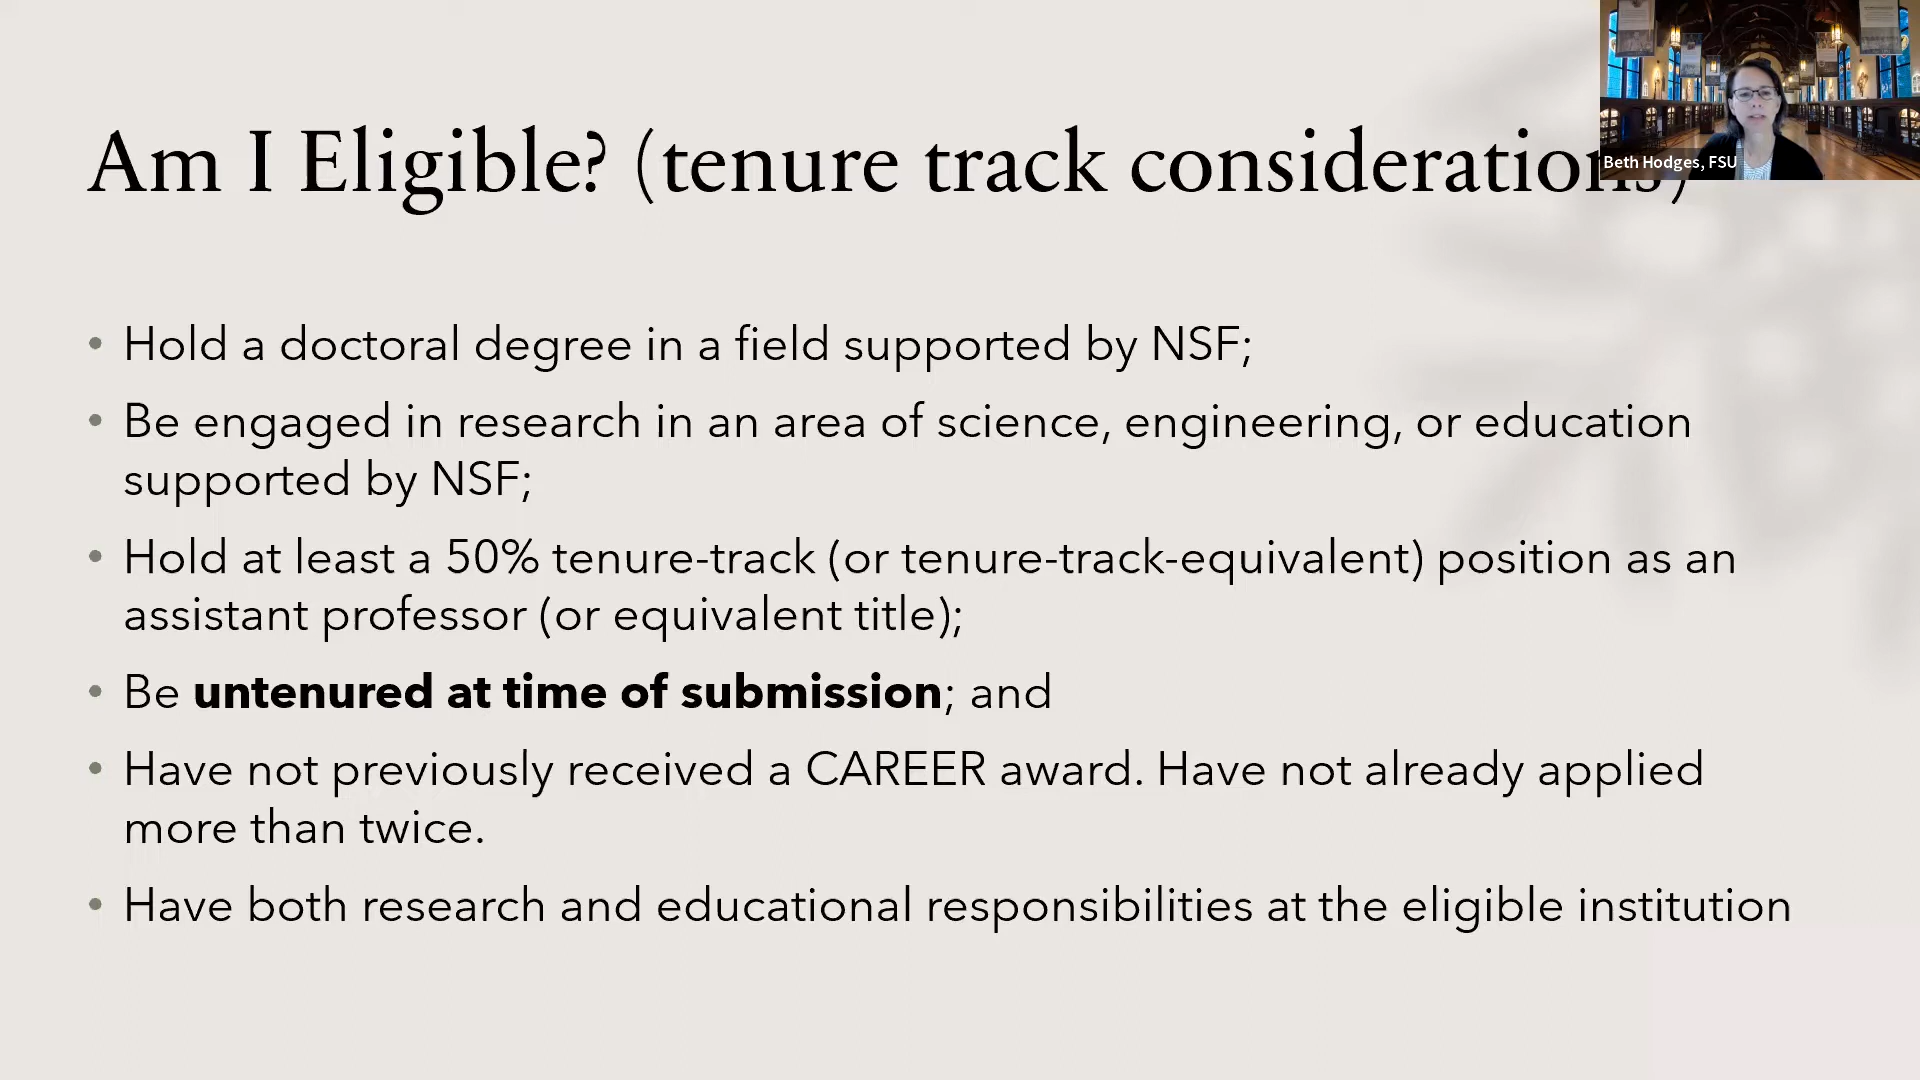 Am I Eligible? (tenure track considerations)
Beth Hodges, FSU
• Hold a doctoral degree in a field supported by NSF;
• Be engaged in research in an area of science, engineering, or education
supported by NSF;
• Hold at least a 50% tenure-track (or tenure-track-equivalent) position as an
assistant professor (or equivalent title);
• Be untenured at time of submission; and
• Have not previously received a CAREER award. Have not already applied
more than twice.
• Have both research and educational responsibilities at the eligible institution